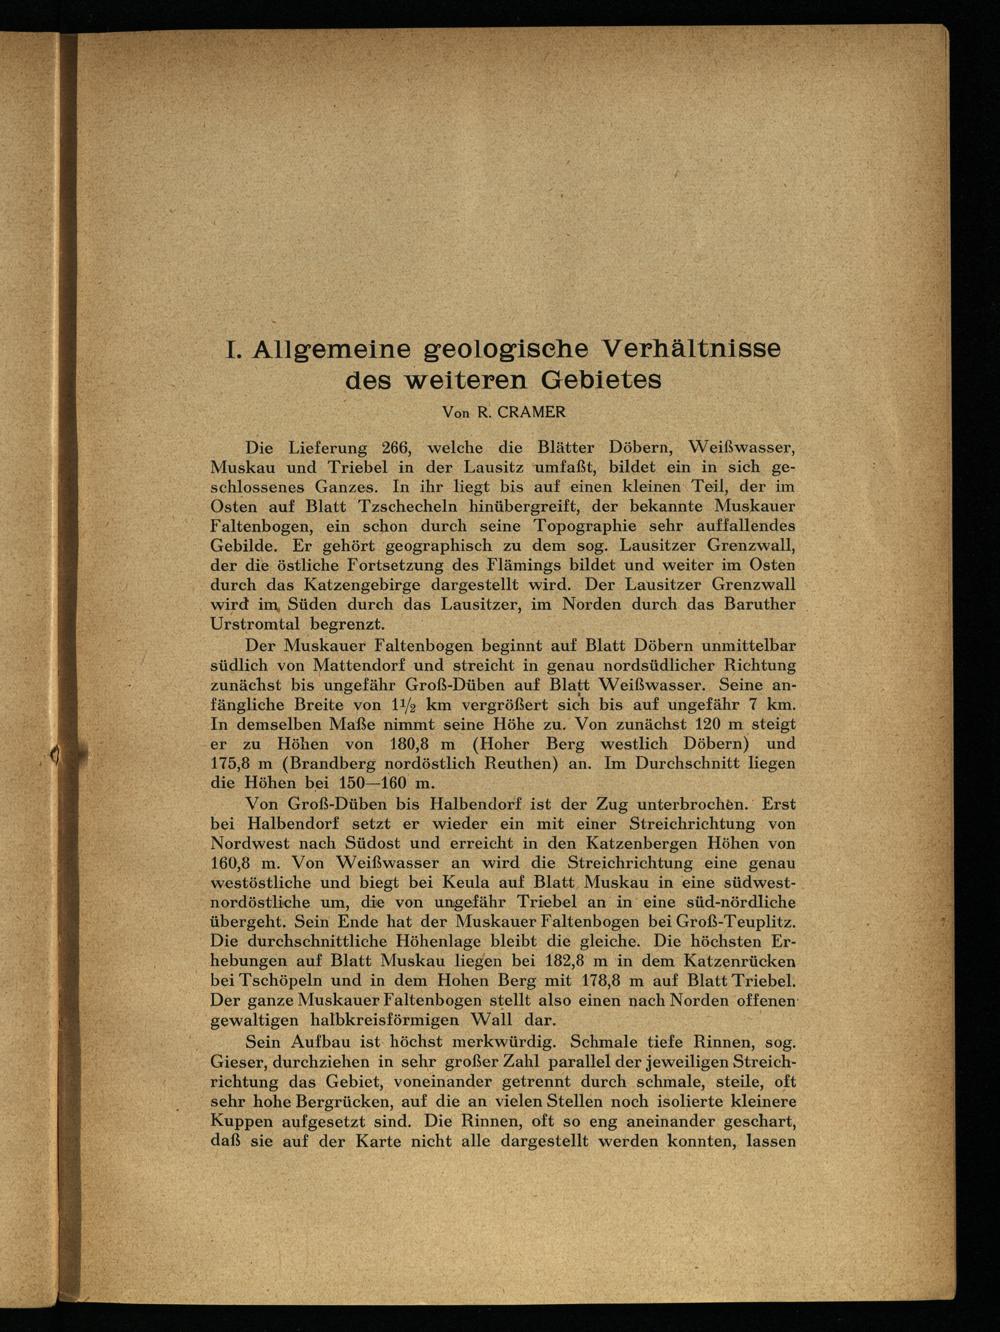 I. Allgemeine geologische Verhältnisse
des weiteren Gebietes
Von R. CRAMER
Die Lieferung 266, welche die Blätter Döbern, Weißwasser,
Muskau und Triebel in der Lausitz umfaßt, bildet ein in sich ge-
schlossenes Ganzes. In ihr liegt bis auf einen kleinen Teil, der im
Osten auf Blatt Tzschecheln hinübergreift, der bekannte Muskauer
Faltenbogen, ein schon durch seine Topographie sehr auffallendes
Gebilde. Er gehört geographisch zu dem sog. Lausitzer Grenzwall,
der die östliche Fortsetzung des Flämings bildet und weiter im Osten
durch das Katzengebirge dargestellt wird. Der Lausitzer Grenzwall
wird im Süden durch das Lausitzer, im Norden durch das Baruther
Urstromtal begrenzt.
Der Muskauer Faltenbogen beginnt auf Blatt Döbern unmittelbar
südlich von Mattendorf und streicht in genau nordsüdlicher Richtung
zunächst bis ungefähr Groß-Düben auf Blatt Weißwasser. Seine an-
fängliche Breite von 1½ km vergrößert sich bis auf ungefähr 7 km.
In demselben Maße nimmt seine Höhe zu. Von zunächst 120 m steigt
er zu Höhen von 180,8 m (Hoher Berg westlich Döbern) und
175,8 m (Brandberg nordöstlich Reuthen) an. Im Durchschnitt liegen
die Höhen bei 150—160 m.
Von Groß-Düben bis Halbendorf ist der Zug unterbrochen. Erst
bei Halbendorf setzt er wieder ein mit einer Streichrichtung von
Nordwest nach Südost und erreicht in den Katzenbergen Höhen von
160,8 m. Von Weißwasser an wird die Streichrichtung eine genau
westöstliche und biegt bei Keula auf Blatt Muskau in eine südwest-
nordöstliche um, die von ungefähr Triebel an in eine süd-nördliche
übergeht. Sein Ende hat der Muskauer Faltenbogen bei Groß-Teuplitz.
Die durchschnittliche Höhenlage bleibt die gleiche. Die höchsten Er-
hebungen auf Blatt Muskau liegen bei 182,8 m in dem Katzenrücken
bei Tschöpeln und in dem Hohen Berg mit 178,8 m auf Blatt Triebel.
Der ganze Muskauer Faltenbogen stellt also einen nach Norden offenen
gewaltigen halbkreisförmigen Wall dar.
Sein Aufbau ist höchst merkwürdig. Schmale tiefe Rinnen, sog.
Gieser, durchziehen in sehr großer Zahl parallel der jeweiligen Streich-
richtung das Gebiet, voneinander getrennt durch schmale, steile, oft
sehr hohe Bergrücken, auf die an vielen Stellen noch isolierte kleinere
Kuppen aufgesetzt sind. Die Rinnen, oft so eng aneinander geschart,
daß sie auf der Karte nicht alle dargestellt werden konnten, lassen